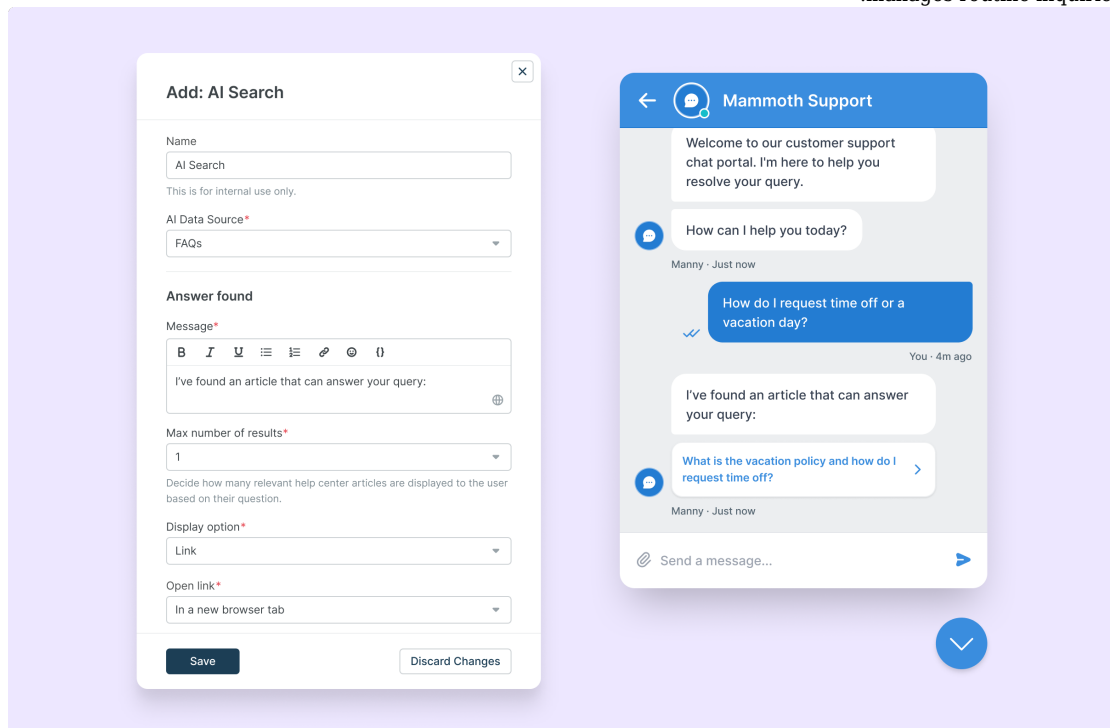 .manages routine inquirie
Add: AI Search
Name
AI Search
This is for internal use only.
AI Data Source*
FAQs
Answer found
Message*
B I U {}
I've found an article that can answer your query:
Max number of results*
1
Decide how many relevant help center articles are displayed to the user
based on their question.
Display option*
Link
Open link*
In a new browser tab
Save
Discard Changes
Mammoth Support
Welcome to our customer support
chat portal. I'm here to help you
resolve your query.
How can I help you today?
Manny · Just now
How do I request time off or a
vacation day?
You · 4m ago
I've found an article that can answer
your query:
What is the vacation policy and how do I
request time off?
Manny · Just now
Send a message...